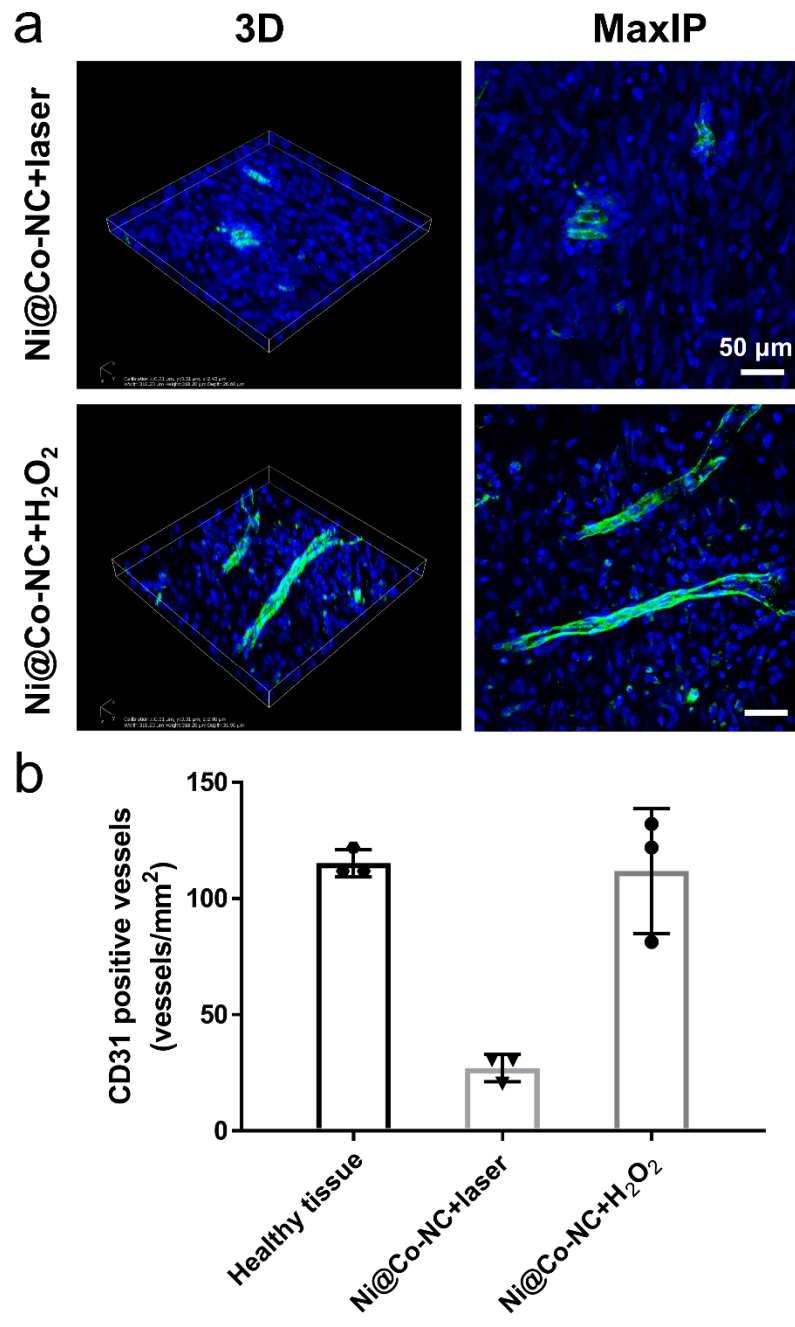 a
3D
MaxIP
Ni@Co-NC+laser
50 µm
Ni@Co-NC+H₂O₂
b
CD31 positive vessels
(vessels/mm²)
150
100
50
0
Healthy tissue
Ni@Co-NC+laser
Ni@Co-NC+H₂O₂